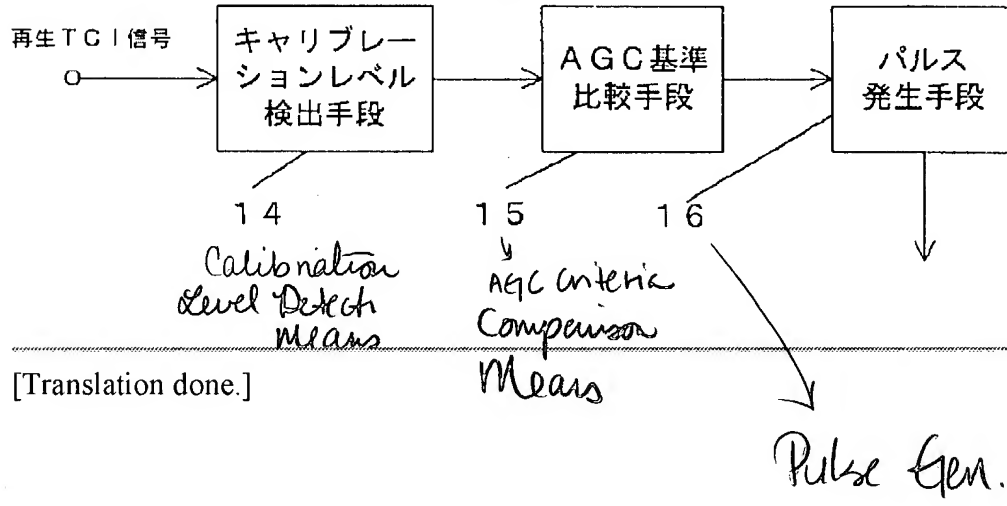 再生TCI信号
キャリブレー
ションレベル
検出手段
AGC基準
比較手段
パルス
発生手段
14
15
16
Calibration
Level Detect
Means
AGC Criteria
Comparison
Means
[Translation done.]
Pulse Gen.